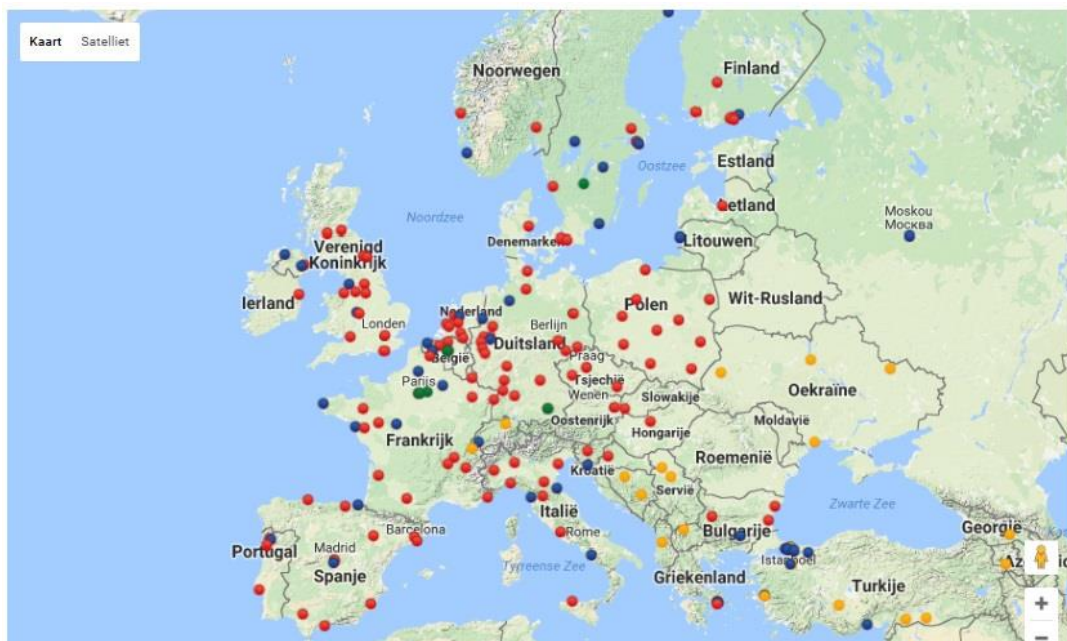 Kaart Satelliet
Noorwegen
Finland
Estland
Oostzee
Letland
Moskou
Москва
Noordzee
Denemarken
Litouwen
Verenigd
Koninkrijk
Ierland
Wit-Rusland
Nederland
Polen
Londen
Berlijn
Duitsland
België
Praag
Parijs
Tsjechië
Oekraïne
Wenen
Slowakije
Oostenrijk
Moldavië
Hongarije
Frankrijk
Roemenië
Kroatië
Servië
Zwarte Zee
Italië
Georgië
Barcelona
Rome
Bulgarije
Portugal
Madrid
Istanboel
Tyrreense Zee
Spanje
Griekenland
Turkije
+
−